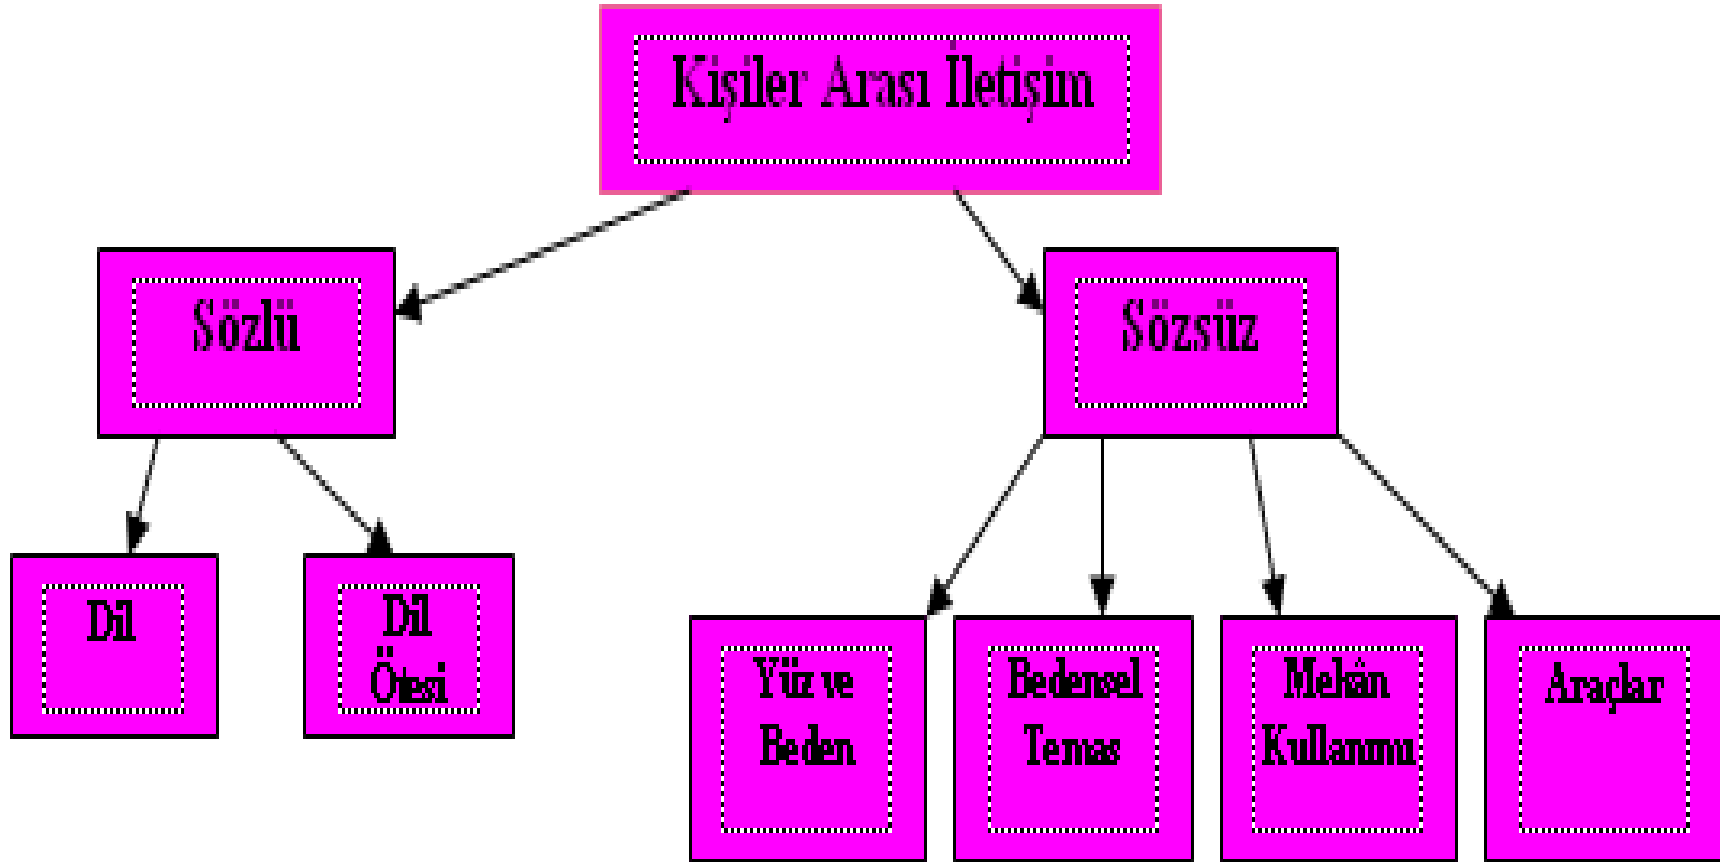 Kişiler Arası İletişim
Sözlü
Sözsüz
Dil
Dil
Ötesi
Yüz ve
Beden
Bedensel
Temas
Mekân
Kullanımı
Araçlar